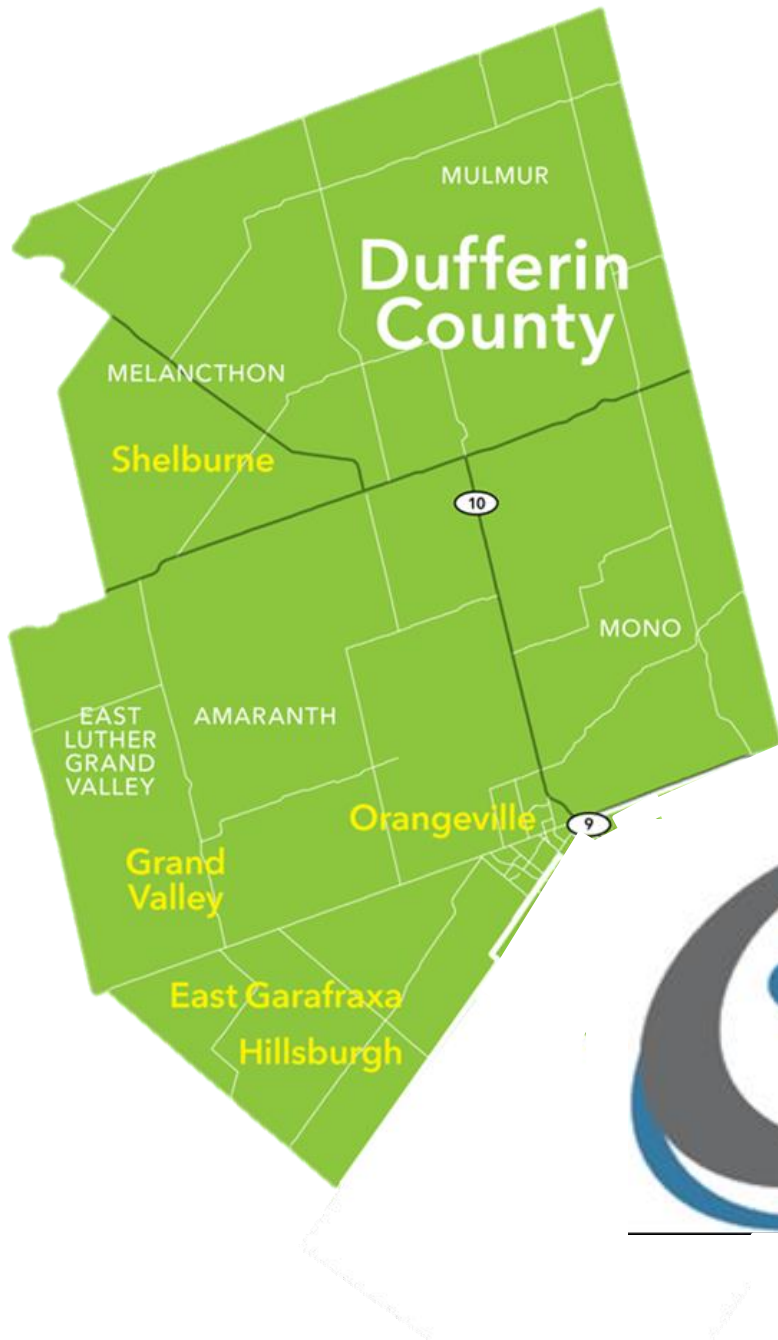 MULMUR
Dufferin
County
MELANCTHON
Shelburne
10
MONO
EAST
LUTHER
GRAND
VALLEY
AMARANTH
Orangeville
9
Grand
Valley
East Garafraxa
Hillsburgh